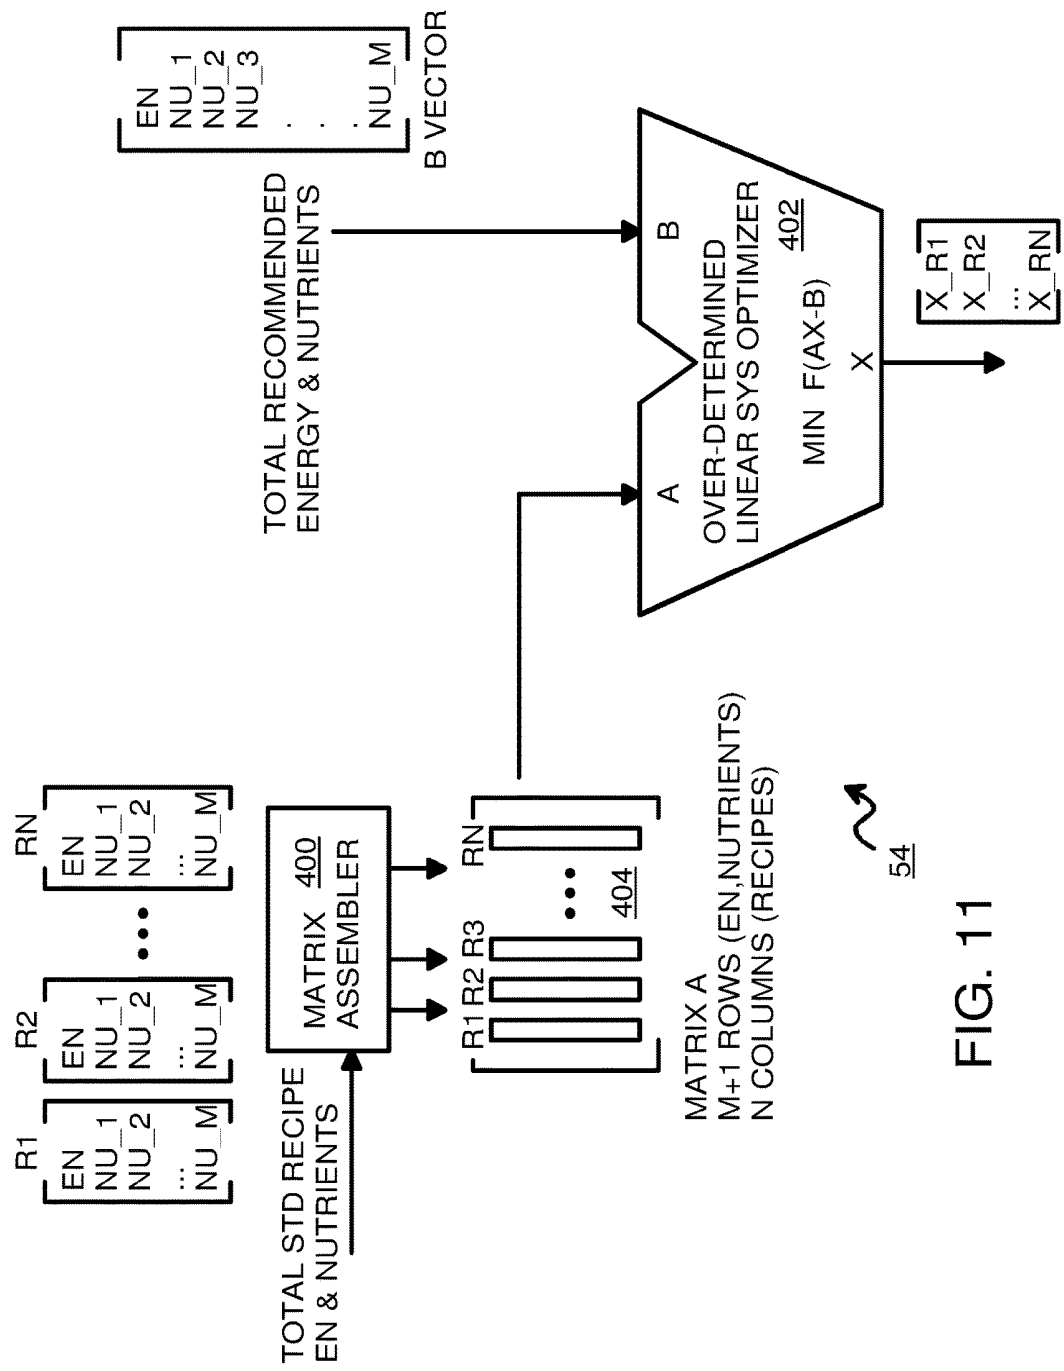 R1
EN
NU_1
NU_2
...
NU_M
R2
EN
NU_1
NU_2
...
NU_M
RN
EN
NU_1
NU_2
...
NU_M
TOTAL STD RECIPE
EN & NUTRIENTS
MATRIX 400
ASSEMBLER
R1 R2 R3 RN
404
MATRIX A
M+1 ROWS (EN,NUTRIENTS)
N COLUMNS (RECIPES)
TOTAL RECOMMENDED
ENERGY & NUTRIENTS
EN
NU_1
NU_2
NU_3
.
.
.
NU_M
B VECTOR
A
B
OVER-DETERMINED
LINEAR SYS OPTIMIZER
402
MIN F(AX-B)
X
X_R1
X_R2
...
X_RN
54
FIG. 11